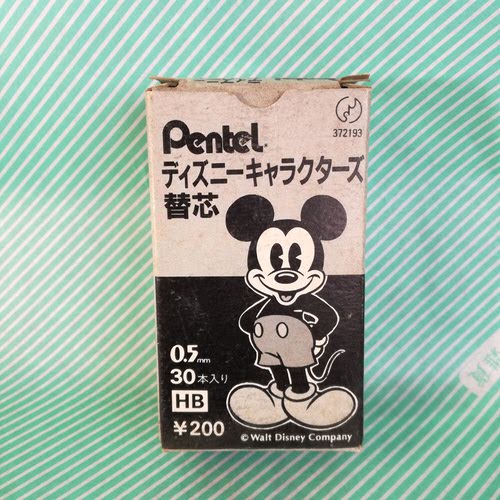 Pentel
372193
ディズニーキャラクターズ
替芯
0.5mm
30本入り
HB
¥200
© Walt Disney Company